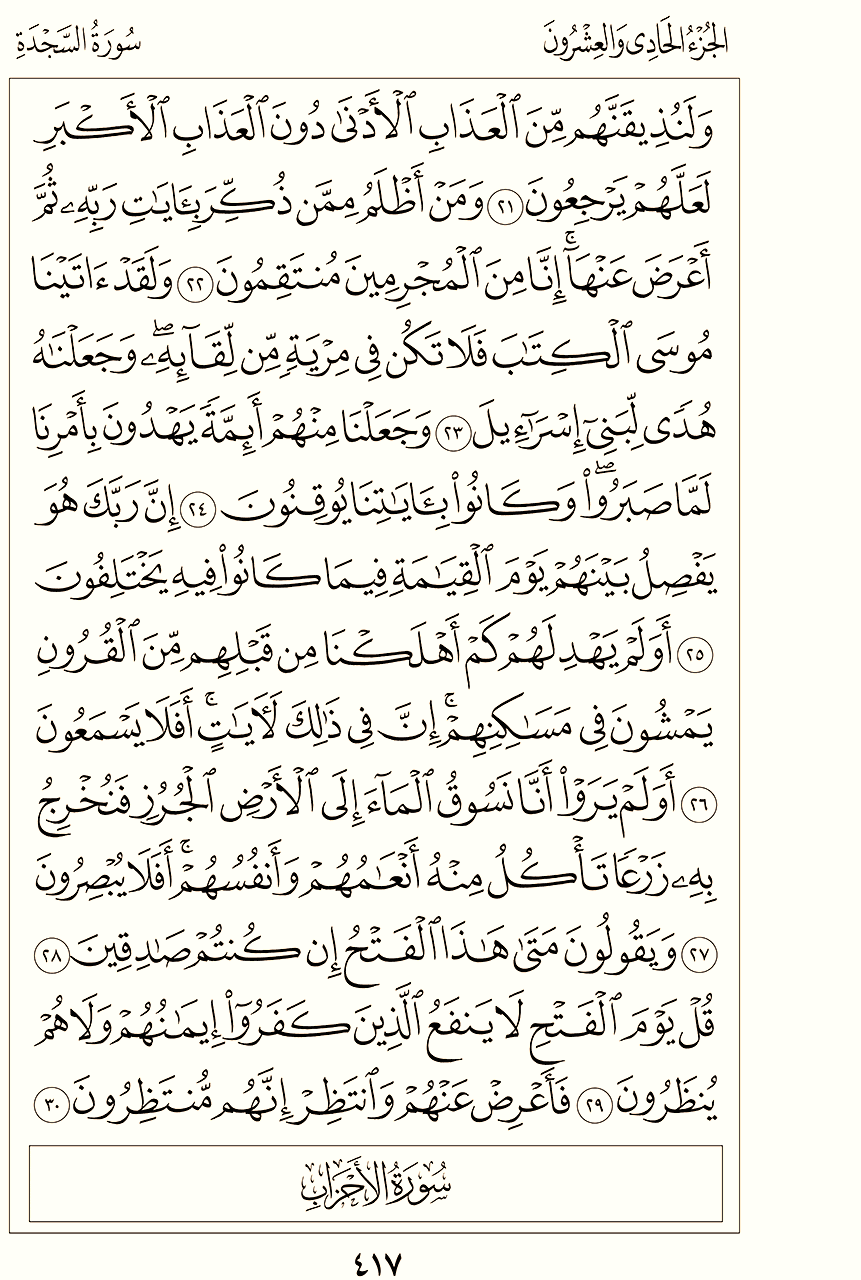 الجُزْءُ الحَادِى وَالعِشْرُونَ سُورَةُ السَّجْدَةِ
وَلَنُذِيقَنَّهُم مِّنَ ٱلْعَذَابِ ٱلْأَدْنَىٰ دُونَ ٱلْعَذَابِ ٱلْأَكْبَرِ
لَعَلَّهُمْ يَرْجِعُونَ ٢١ وَمَنْ أَظْلَمُ مِمَّن ذُكِّرَ بِـَٔايَٰتِ رَبِّهِۦ ثُمَّ
أَعْرَضَ عَنْهَآۚ إِنَّا مِنَ ٱلْمُجْرِمِينَ مُنتَقِمُونَ ٢٢ وَلَقَدْ ءَاتَيْنَا
مُوسَى ٱلْكِتَٰبَ فَلَا تَكُن فِى مِرْيَةٍ مِّن لِّقَآئِهِۦۖ وَجَعَلْنَٰهُ
هُدًى لِّبَنِىٓ إِسْرَٰٓءِيلَ ٢٣ وَجَعَلْنَا مِنْهُمْ أَئِمَّةً يَهْدُونَ بِأَمْرِنَا
لَمَّا صَبَرُوا۟ۖ وَكَانُوا۟ بِـَٔايَٰتِنَا يُوقِنُونَ ٢٤ إِنَّ رَبَّكَ هُوَ
يَفْصِلُ بَيْنَهُمْ يَوْمَ ٱلْقِيَٰمَةِ فِيمَا كَانُوا۟ فِيهِ يَخْتَلِفُونَ
٢٥ أَوَلَمْ يَهْدِ لَهُمْ كَمْ أَهْلَكْنَا مِن قَبْلِهِم مِّنَ ٱلْقُرُونِ
يَمْشُونَ فِى مَسَٰكِنِهِمْۚ إِنَّ فِى ذَٰلِكَ لَءَايَٰتٍۚ أَفَلَا يَسْمَعُونَ
٢٦ أَوَلَمْ يَرَوْا۟ أَنَّا نَسُوقُ ٱلْمَآءَ إِلَى ٱلْأَرْضِ ٱلْجُرُزِ فَنُخْرِجُ
بِهِۦ زَرْعًا تَأْكُلُ مِنْهُ أَنْعَٰمُهُمْ وَأَنفُسُهُمْۚ أَفَلَا يُبْصِرُونَ
٢٧ وَيَقُولُونَ مَتَىٰ هَٰذَا ٱلْفَتْحُ إِن كُنتُمْ صَٰدِقِينَ ٢٨
قُلْ يَوْمَ ٱلْفَتْحِ لَا يَنفَعُ ٱلَّذِينَ كَفَرُوٓا۟ إِيمَٰنُهُمْ وَلَا هُمْ
يُنظَرُونَ ٢٩ فَأَعْرِضْ عَنْهُمْ وَٱنتَظِرْ إِنَّهُم مُّنتَظِرُونَ ٣٠
سُورَةُ الأَحْزَابِ
٤١٧